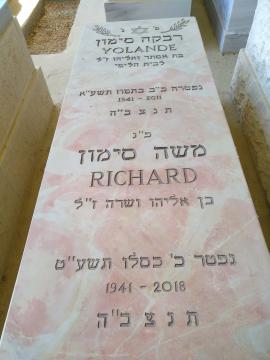 פ נ
רבקה סימון
YOLANDE
בת אסתר ואליהו ז"ל
לבית הלימי
נפטרה כ"ב בתמוז תשע"א
1941 - 2011
ת נ צ ב "ה
פ"נ
משה סימון
RICHARD
בן אליהו ושרה ז"ל
נפטר כ' כסלו תשע"ט
1941 - 2018
ת נ צ ב "ה